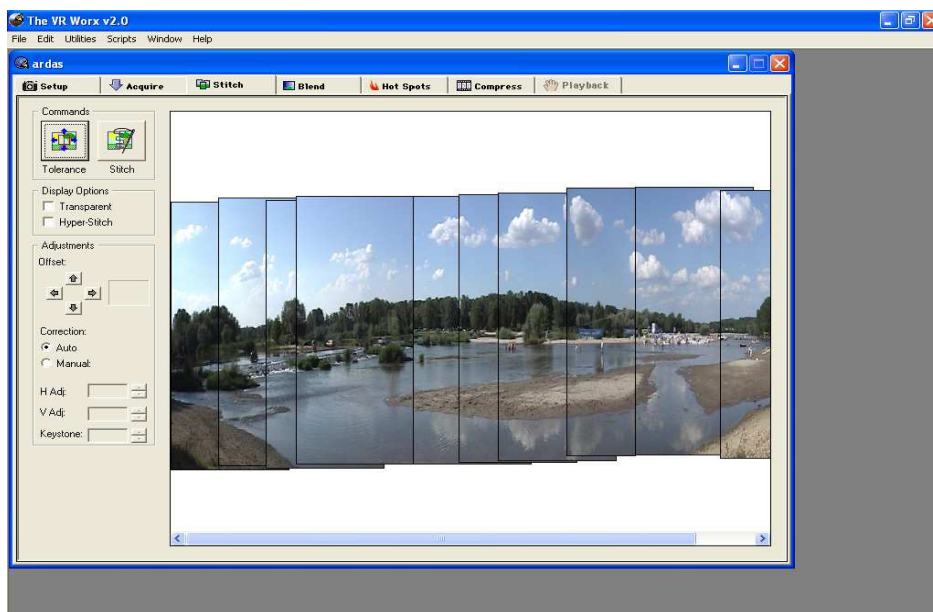 The VR Worx v2.0
File Edit Utilities Scripts Window Help
ardas
Setup Acquire Stitch Blend Hot Spots Compress Playback
Commands
Tolerance Stitch
Display Options
Transparent
Hyper-Stitch
Adjustments
Offset:
Correction:
Auto
Manual:
H Adj:
V Adj:
Keystone: